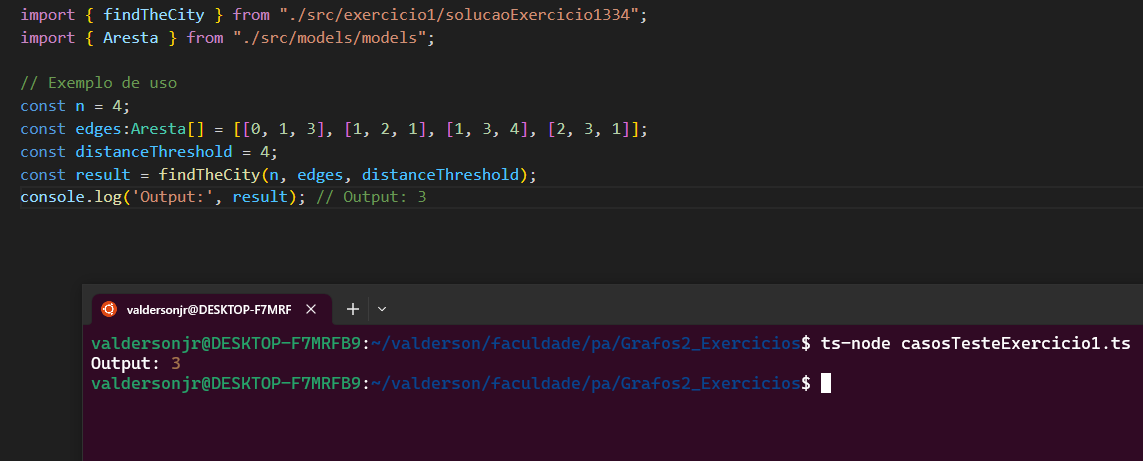 import { findTheCity } from "./src/exercicio1/solucaoExercicio1334";
import { Aresta } from "./src/models/models";
// Exemplo de uso
const n = 4;
const edges:Aresta[] = [[0, 1, 3], [1, 2, 1], [1, 3, 4], [2, 3, 1]];
const distanceThreshold = 4;
const result = findTheCity(n, edges, distanceThreshold);
console.log('Output:', result); // Output: 3
valdersonjr@DESKTOP-F7MRF
valdersonjr@DESKTOP-F7MRFB9:~/valderson/faculdade/pa/Grafos2_Exercicios$ ts-node casosTesteExercicio1.ts
Output: 3
valdersonjr@DESKTOP-F7MRFB9:~/valderson/faculdade/pa/Grafos2_Exercicios$